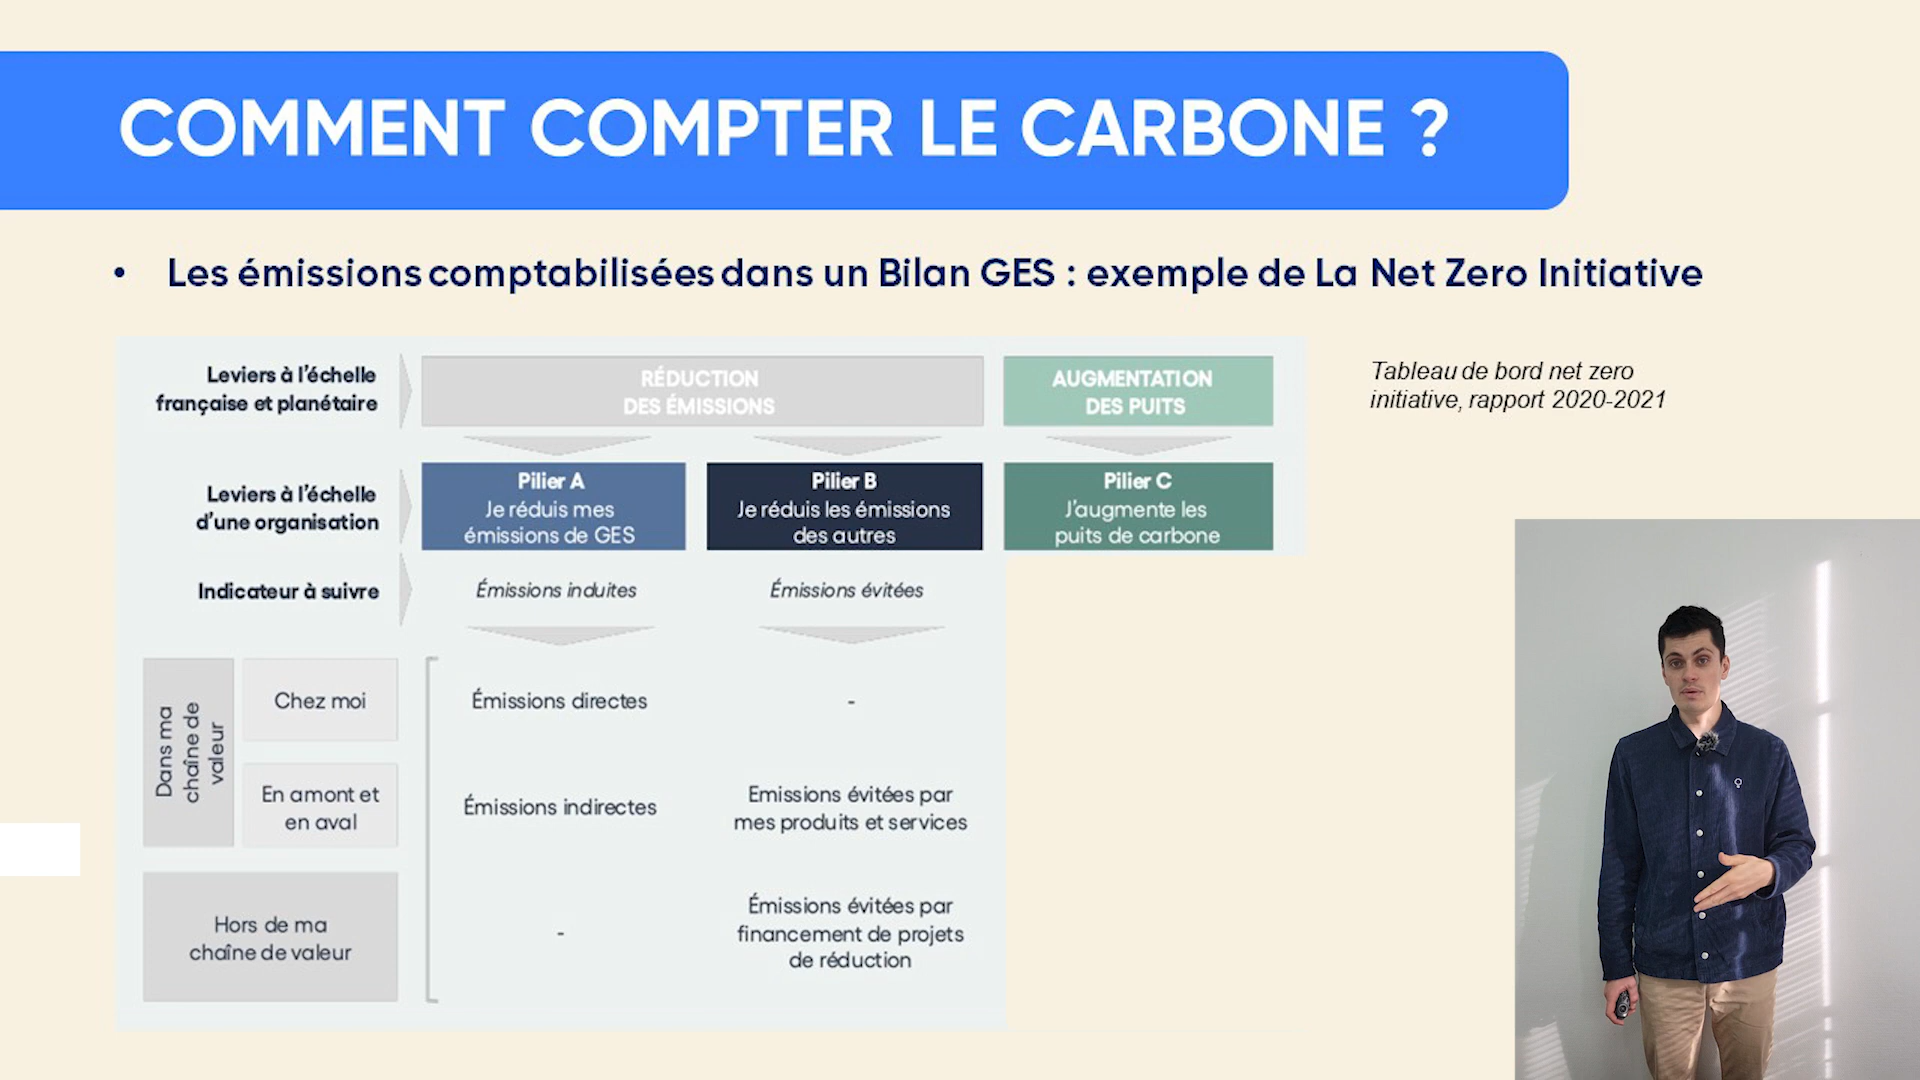 COMMENT COMPTER LE CARBONE ?
• Les émissions comptabilisées dans un Bilan GES : exemple de La Net Zero Initiative
Tableau de bord net zero
initiative, rapport 2020-2021
Leviers à l'échelle
française et planétaire
RÉDUCTION
DES ÉMISSIONS
AUGMENTATION
DES PUITS
Leviers à l'échelle
d'une organisation
Pilier A
Je réduis mes
émissions de GES
Pilier B
Je réduis les émissions
des autres
Pilier C
J'augmente les
puits de carbone
Indicateur à suivre
Émissions induites
Émissions évitées
Dans ma
chaîne de
valeur
Chez moi
Émissions directes
-
En amont et
en aval
Émissions indirectes
Emissions évitées par
mes produits et services
Hors de ma
chaîne de valeur
-
Émissions évitées par
financement de projets
de réduction